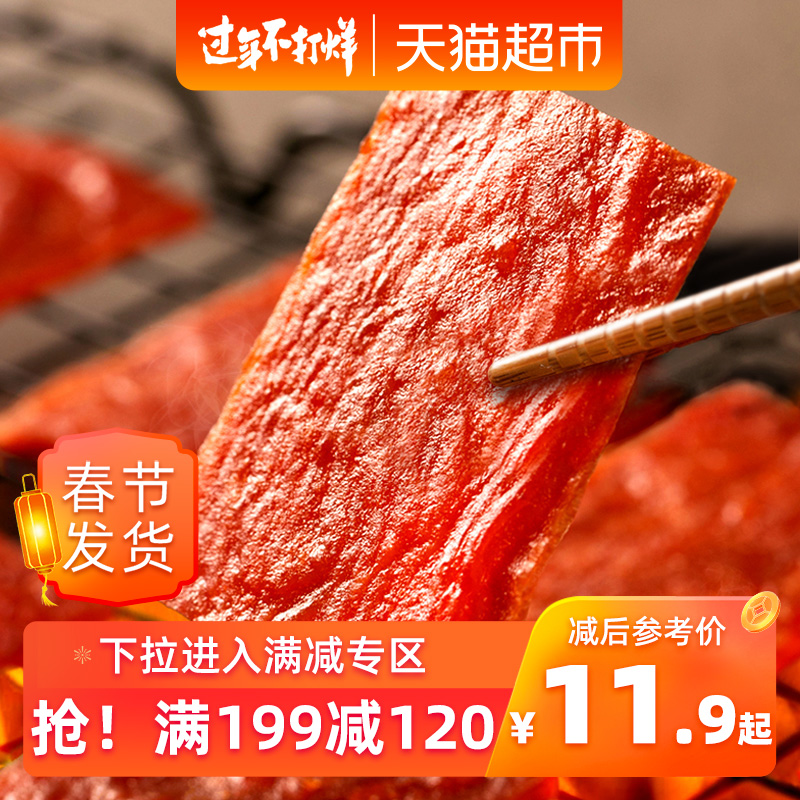 过年不打烊 天猫超市
春节
发货
下拉进入满减专区
减后参考价
抢！满199减120
¥11.9起